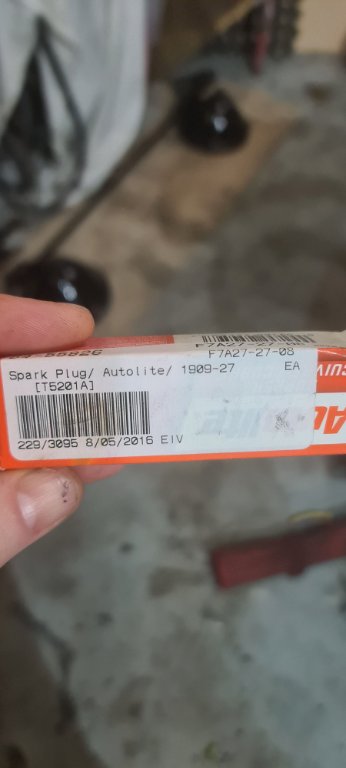 F7A27-27-08
Spark Plug/ Autolite/ 1909-27 EA
[T5201A]
229/3095 8/05/2016 EIV